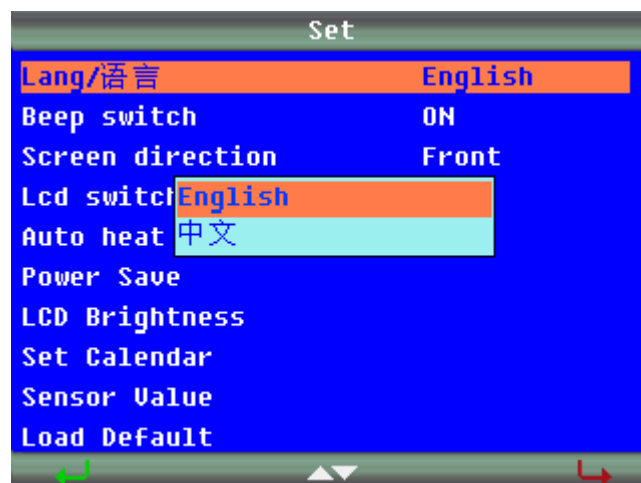 Set
Lang/语言 English
Beep switch ON
Screen direction Front
Lcd switch
English
Auto heat
中文
Power Save
LCD Brightness
Set Calendar
Sensor Value
Load Default